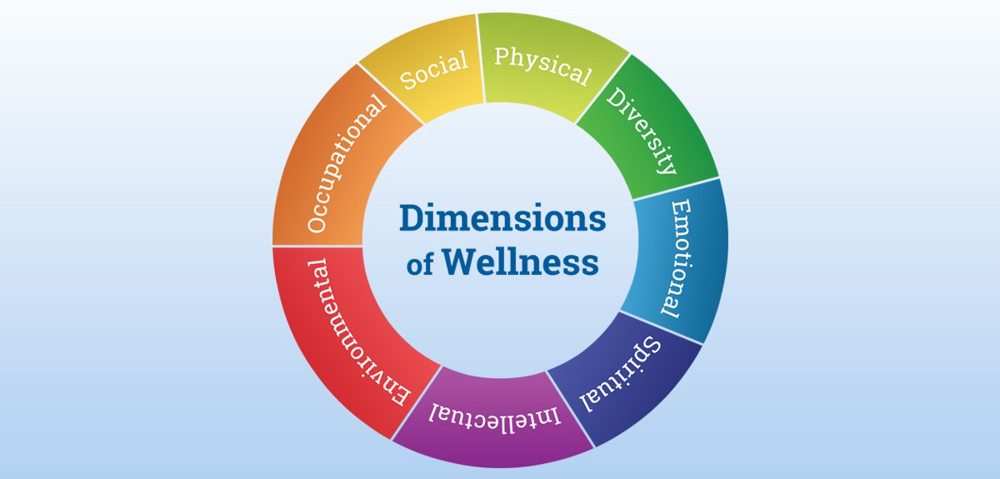 Dimensions
of Wellness
Physical
Diversity
Emotional
Spiritual
Intellectual
Environmental
Occupational
Social